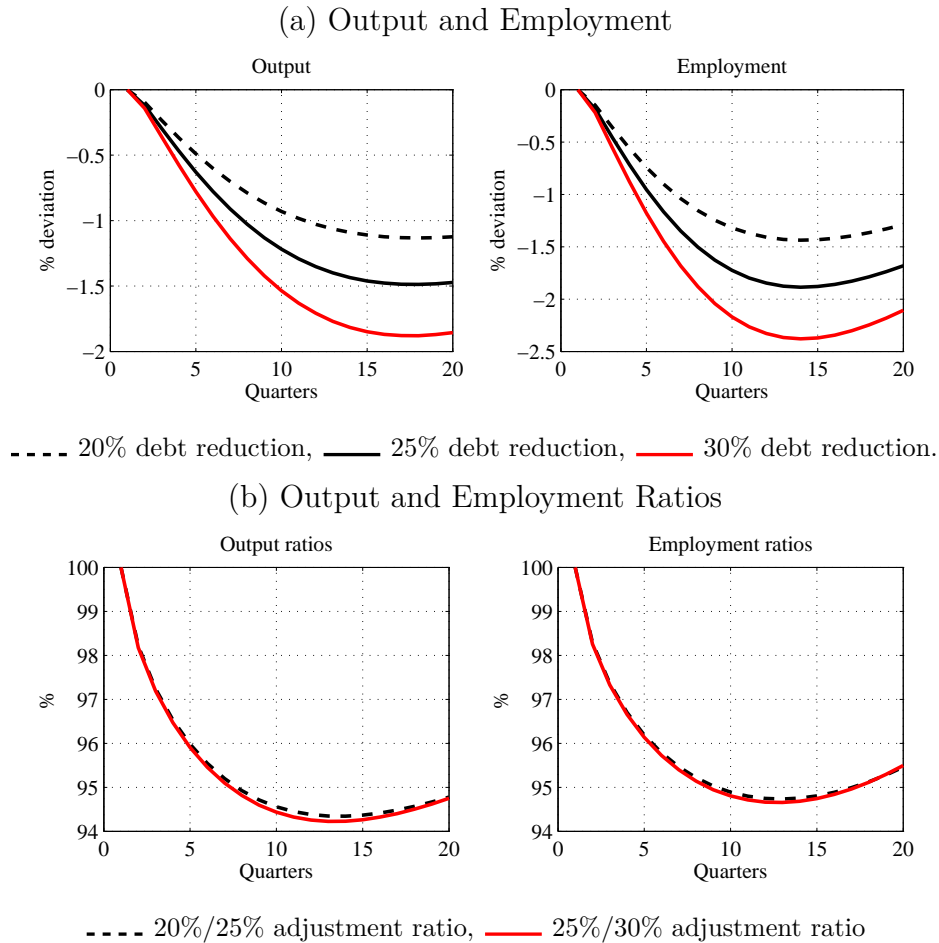 (a) Output and Employment
Output
Employment
% deviation
0
−0.5
−1
−1.5
−2
0 5 10 15 20
Quarters
% deviation
0
−0.5
−1
−1.5
−2
−2.5
0 5 10 15 20
Quarters
20% debt reduction, 25% debt reduction, 30% debt reduction.
(b) Output and Employment Ratios
Output ratios
Employment ratios
%
100
99
98
97
96
95
94
0 5 10 15 20
Quarters
%
100
99
98
97
96
95
94
0 5 10 15 20
Quarters
20%/25% adjustment ratio, 25%/30% adjustment ratio